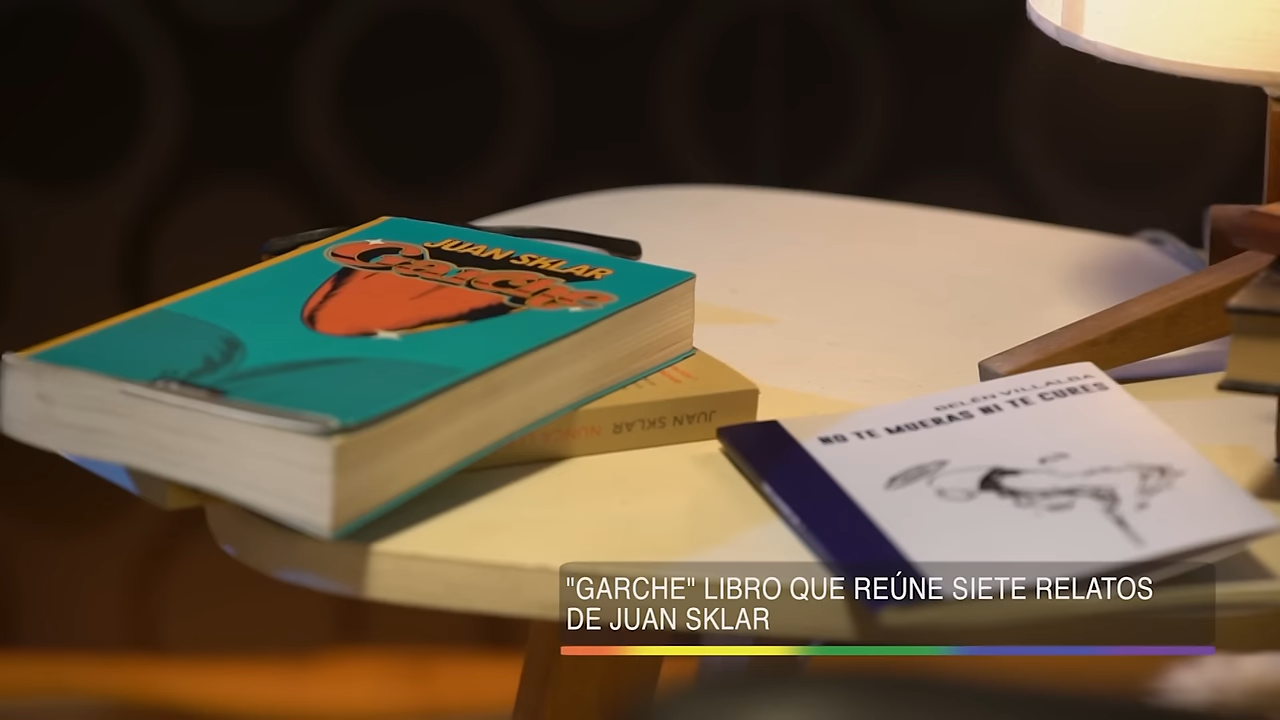 JUAN SKLAR
Garche
JUAN SKLAR
BELÉN VILLALBA
NO TE MUERAS NI TE CURES
"GARCHE" LIBRO QUE REÚNE SIETE RELATOS
DE JUAN SKLAR